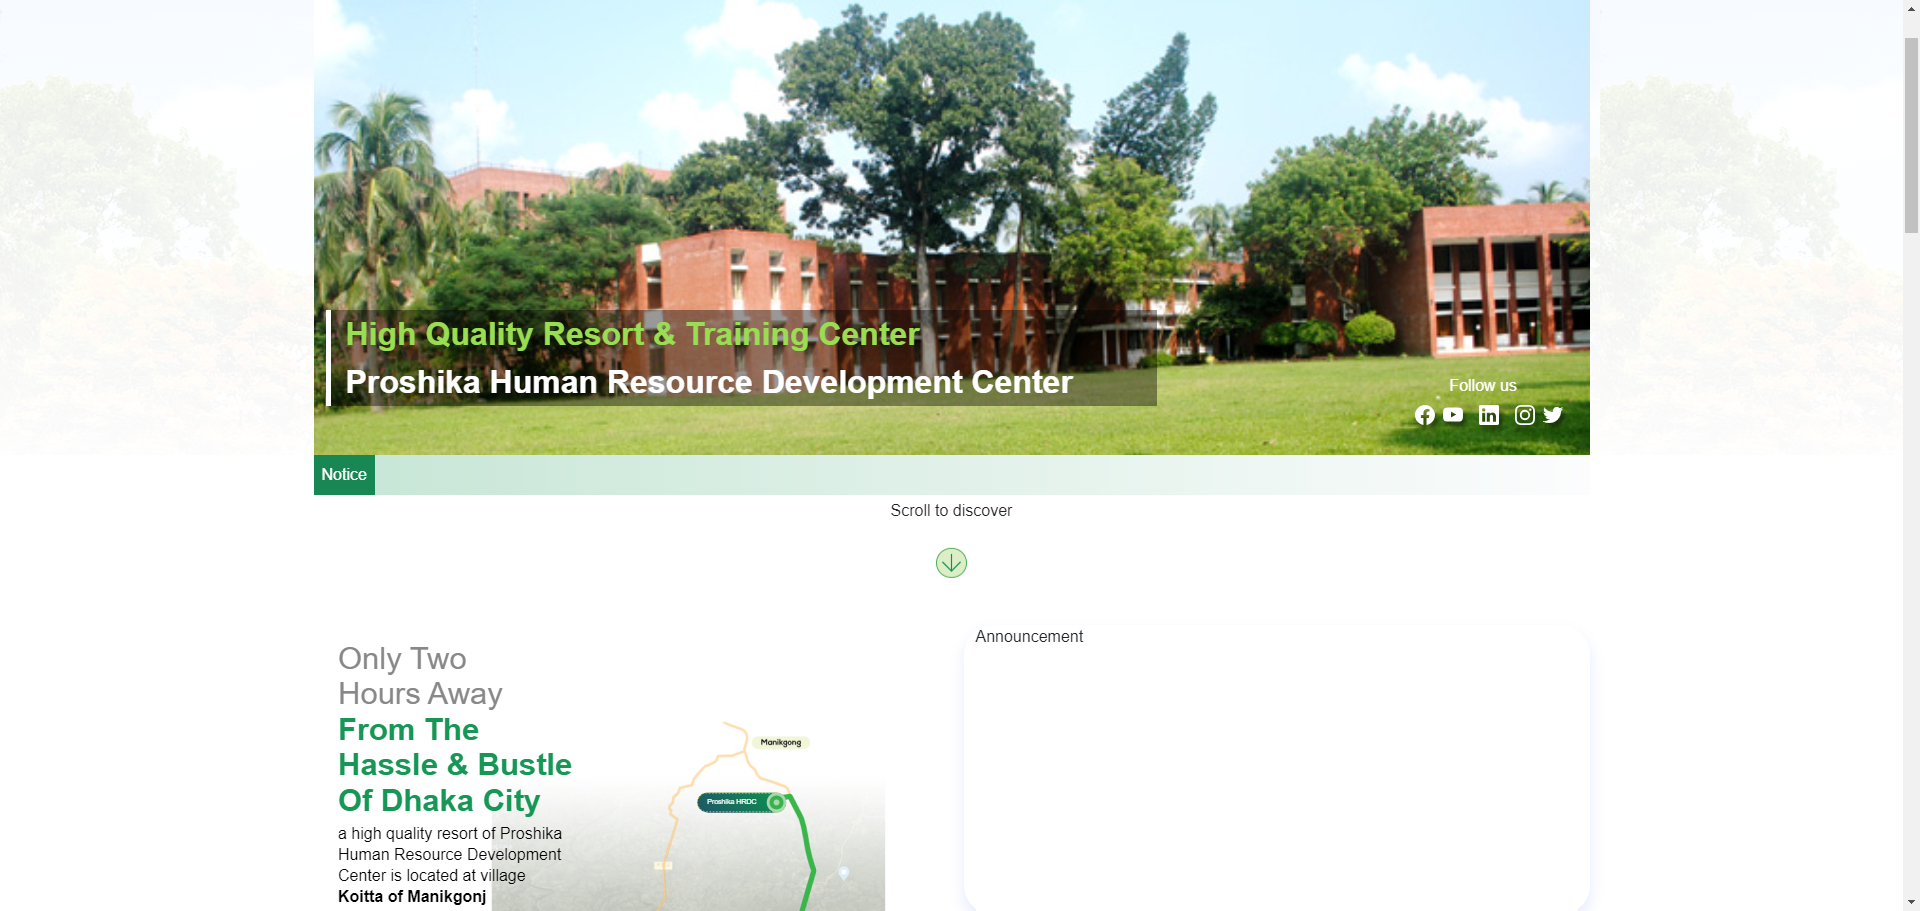 High Quality Resort & Training Center
Proshika Human Resource Development Center
Follow us
Notice
Scroll to discover
Only Two
Hours Away
From The
Hassle & Bustle
Of Dhaka City
a high quality resort of Proshika
Human Resource Development
Center is located at village
Koitta of Manikgonj
Manikgong
Proshika HRDC
Announcement